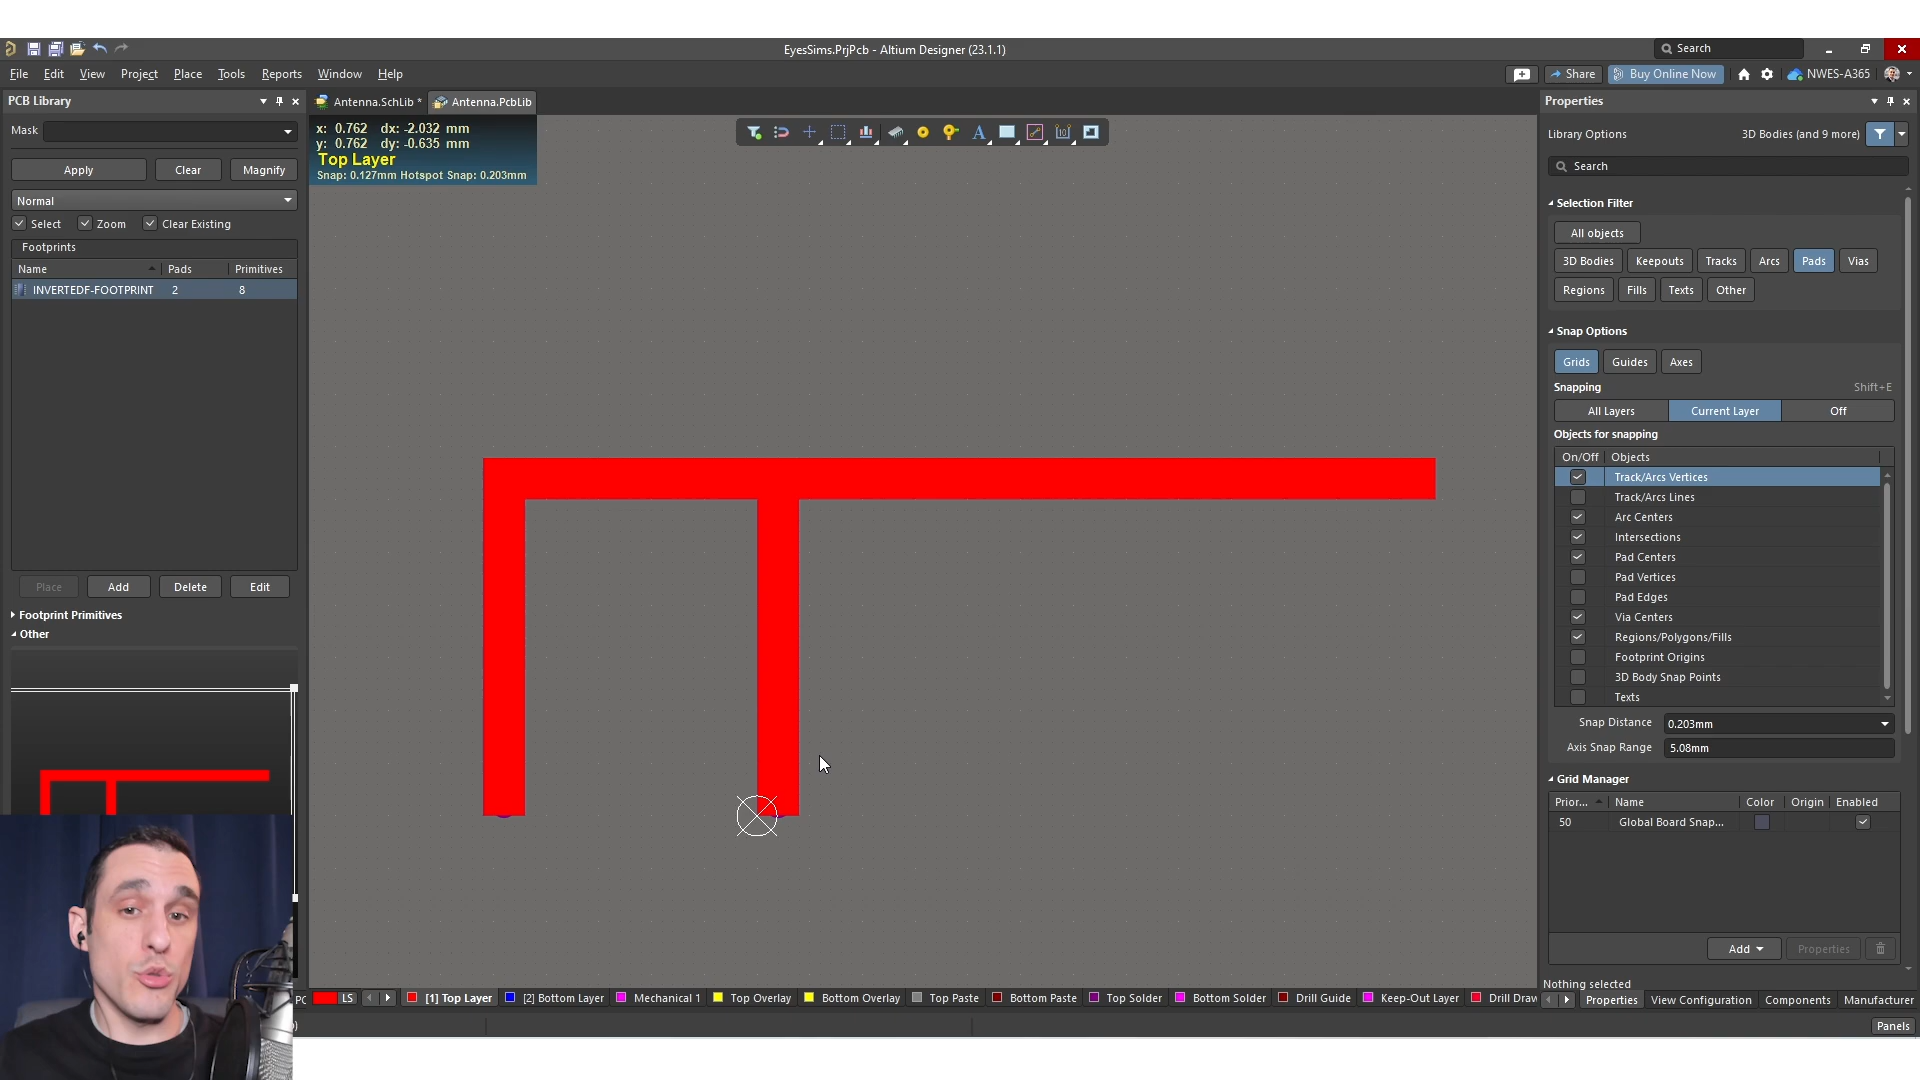 EyesSims.PrjPcb - Altium Designer (23.1.1)
Search
File Edit View Project Place Tools Reports Window Help
Share
Buy Online Now
NWES-A365
PCB Library
Antenna.SchLib *
Antenna.PcbLib
Properties
Mask
x: 0.762 dx: -2.032 mm
y: 0.762 dy: -0.635 mm
Top Layer
Snap: 0.127mm Hotspot Snap: 0.203mm
Library Options
3D Bodies (and 9 more)
Search
Apply
Clear
Magnify
Normal
Select
Zoom
Clear Existing
Footprints
Name
Pads
Primitives
INVERTEDF-FOOTPRINT
2
8
Place
Add
Delete
Edit
Footprint Primitives
Other
Selection Filter
All objects
3D Bodies
Keepouts
Tracks
Arcs
Pads
Vias
Regions
Fills
Texts
Other
Snap Options
Grids
Guides
Axes
Snapping
Shift+E
All Layers
Current Layer
Off
Objects for snapping
On/Off
Objects
Track/Arcs Vertices
Track/Arcs Lines
Arc Centers
Intersections
Pad Centers
Pad Vertices
Pad Edges
Via Centers
Regions/Polygons/Fills
Footprint Origins
3D Body Snap Points
Texts
Snap Distance
0.203mm
Axis Snap Range
5.08mm
Grid Manager
Prior...
Name
Color
Origin
Enabled
50
Global Board Snap...
Add
Properties
Nothing selected
PC
LS
[1] Top Layer
[2] Bottom Layer
Mechanical 1
Top Overlay
Bottom Overlay
Top Paste
Bottom Paste
Top Solder
Bottom Solder
Drill Guide
Keep-Out Layer
Drill Draw
Properties
View Configuration
Components
Manufacturer
Panels